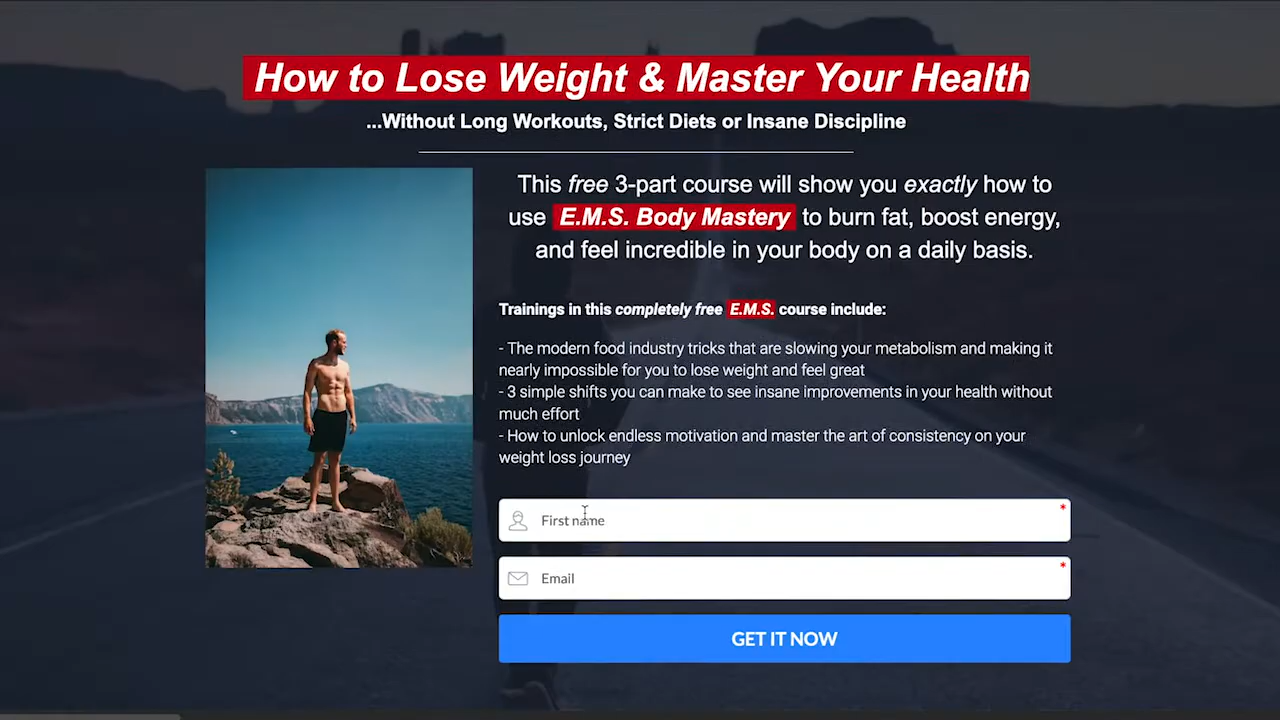 How to Lose Weight & Master Your Health
...Without Long Workouts, Strict Diets or Insane Discipline
This free 3-part course will show you exactly how to
use E.M.S. Body Mastery to burn fat, boost energy,
and feel incredible in your body on a daily basis.
Trainings in this completely free E.M.S. course include:
- The modern food industry tricks that are slowing your metabolism and making it
nearly impossible for you to lose weight and feel great
- 3 simple shifts you can make to see insane improvements in your health without
much effort
- How to unlock endless motivation and master the art of consistency on your
weight loss journey
First name
*
Email
*
GET IT NOW